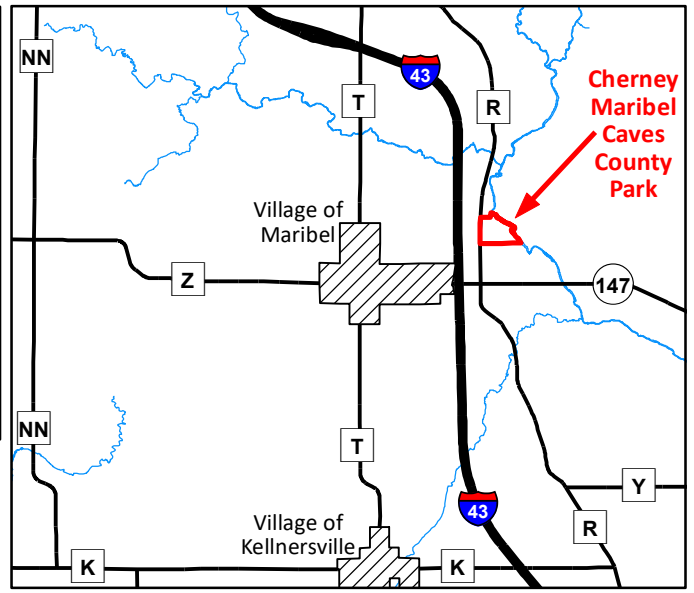 NN
43
T
R
Cherney
Maribel
Caves
County
Park
Village of
Maribel
Z
147
NN
T
Y
43
Village of
Kellnersville
R
K
K